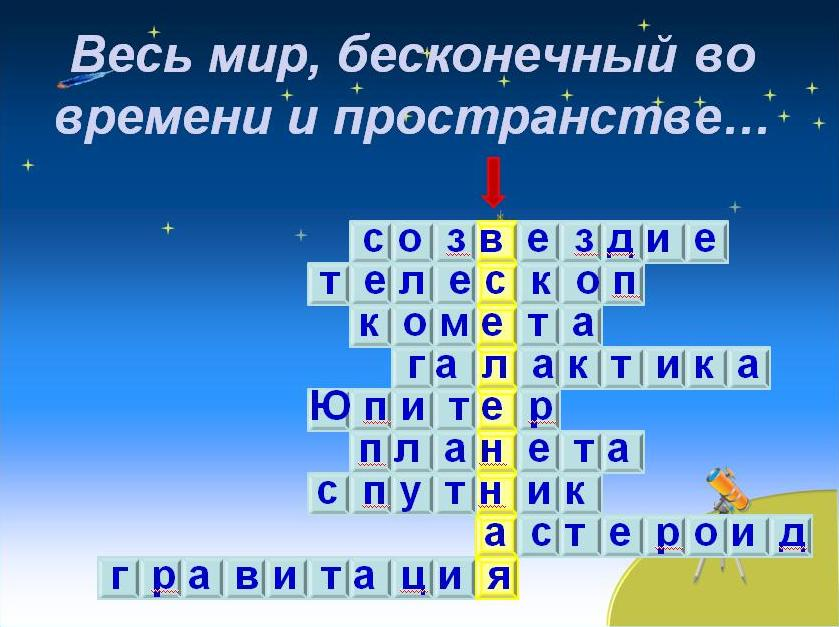 Весь мир, бесконечный во
времени и пространстве...
созвездие
телескоп
комета
галактика
Юпитер
планета
спутник
астероид
гравитация